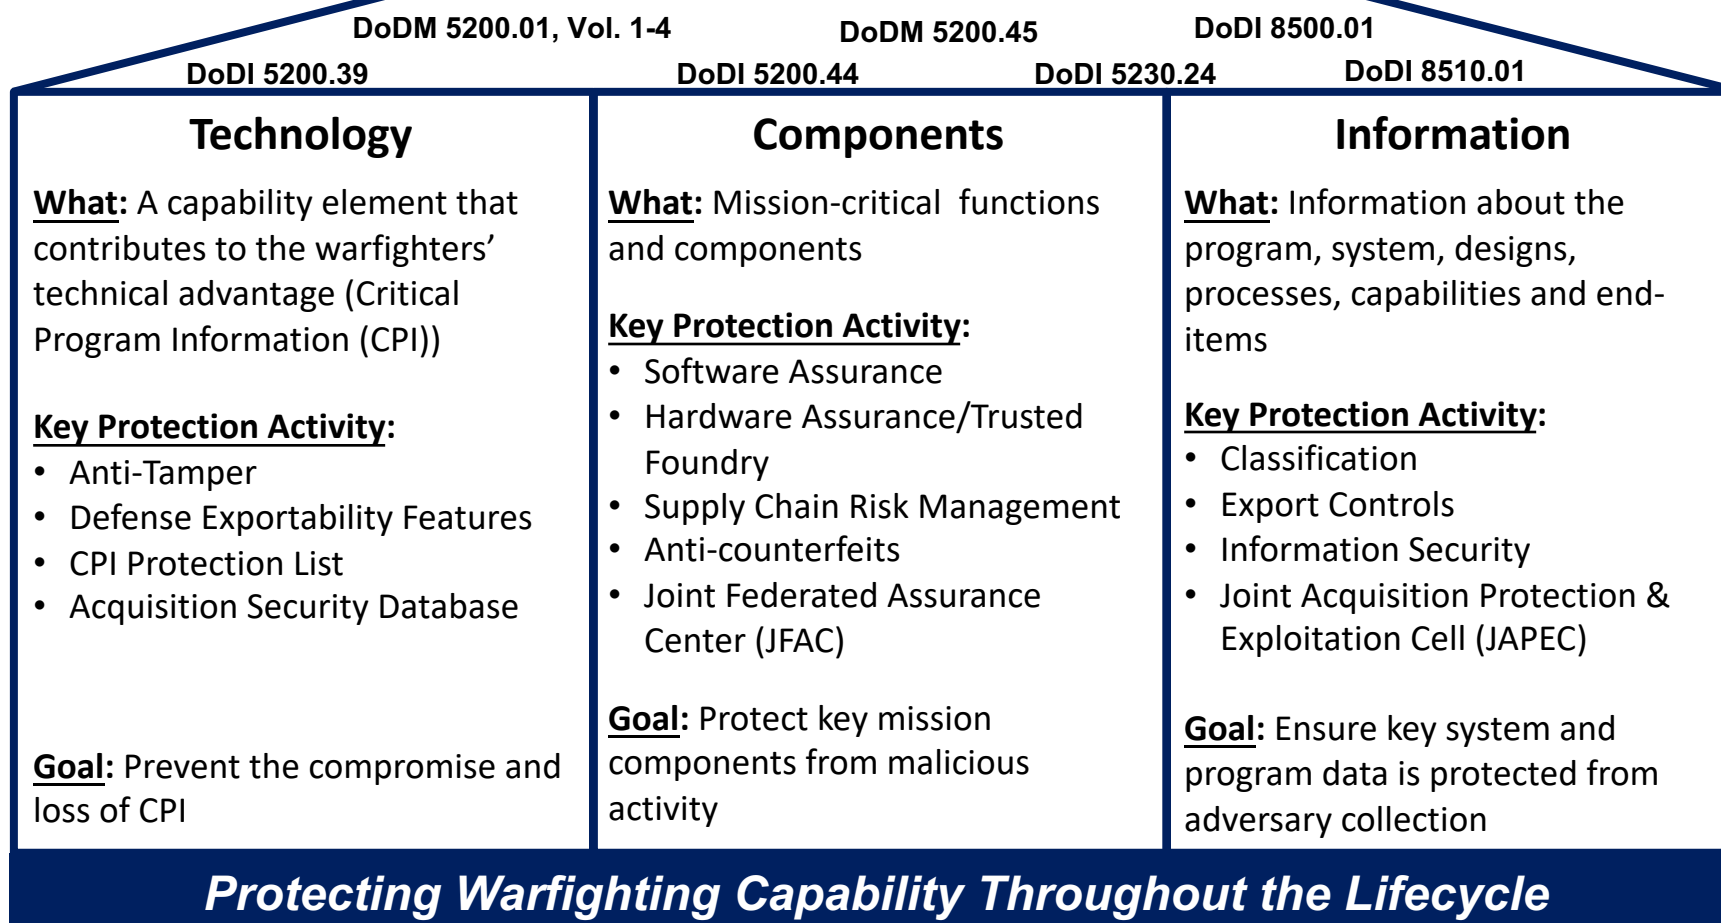 DoDM 5200.01, Vol. 1-4 DoDM 5200.45 DoDI 8500.01
DoDI 5200.39 DoDI 5200.44 DoDI 5230.24 DoDI 8510.01
Technology
What: A capability element that
contributes to the warfighters’
technical advantage (Critical
Program Information (CPI))
Key Protection Activity:
• Anti-Tamper
• Defense Exportability Features
• CPI Protection List
• Acquisition Security Database
Goal: Prevent the compromise and
loss of CPI
Components
What: Mission-critical functions
and components
Key Protection Activity:
• Software Assurance
• Hardware Assurance/Trusted
Foundry
• Supply Chain Risk Management
• Anti-counterfeits
• Joint Federated Assurance
Center (JFAC)
Goal: Protect key mission
components from malicious
activity
Information
What: Information about the
program, system, designs,
processes, capabilities and end-
items
Key Protection Activity:
• Classification
• Export Controls
• Information Security
• Joint Acquisition Protection &
Exploitation Cell (JAPEC)
Goal: Ensure key system and
program data is protected from
adversary collection
Protecting Warfighting Capability Throughout the Lifecycle